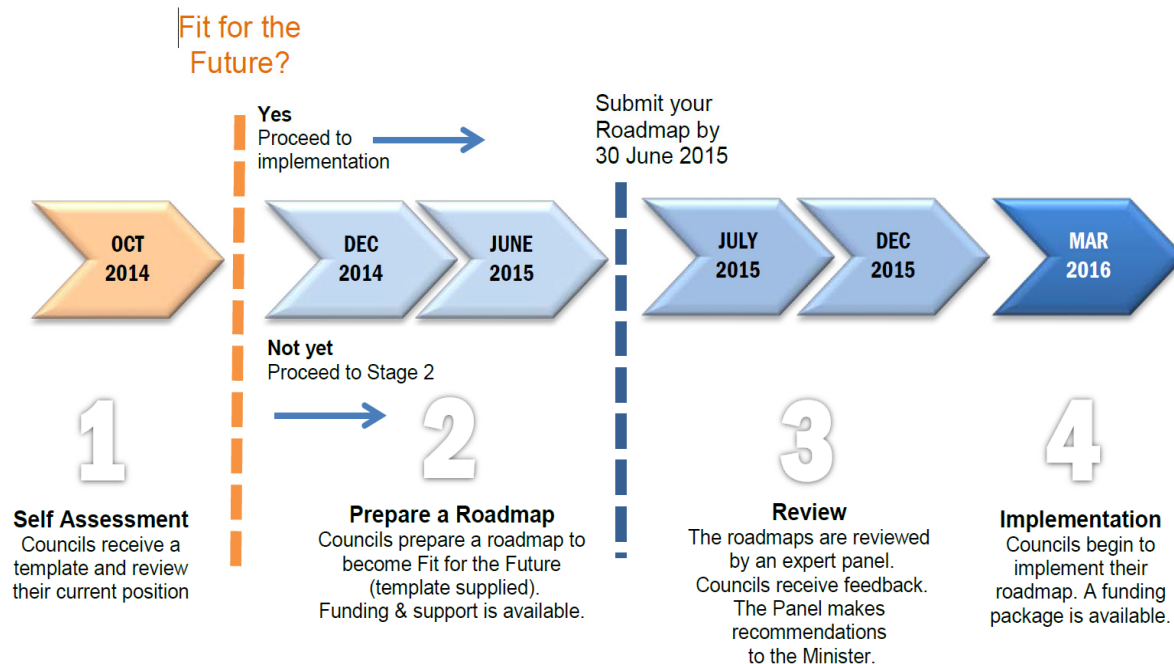 Fit for the
Future?
Yes
Proceed to
implementation
Submit your
Roadmap by
30 June 2015
OCT
2014
DEC
2014
JUNE
2015
JULY
2015
DEC
2015
MAR
2016
Not yet
Proceed to Stage 2
1
Self Assessment
Councils receive a
template and review
their current position
2
Prepare a Roadmap
Councils prepare a roadmap to
become Fit for the Future
(template supplied).
Funding & support is available.
3
Review
The roadmaps are reviewed
by an expert panel.
Councils receive feedback.
The Panel makes
recommendations
to the Minister.
4
Implementation
Councils begin to
implement their
roadmap. A funding
package is available.